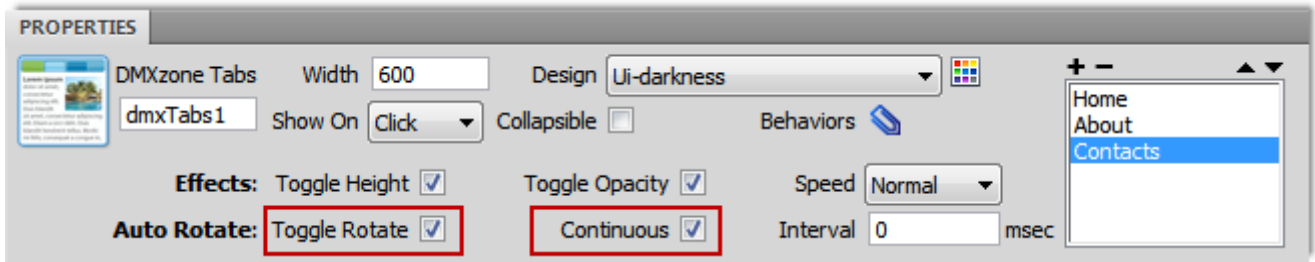 PROPERTIES
DMXzone Tabs Width 600 Design Ui-darkness + −
dmxTabs1 Show On Click Collapsible Behaviors
Home
About
Contacts
Effects: Toggle Height Toggle Opacity Speed Normal
Auto Rotate: Toggle Rotate Continuous Interval 0 msec